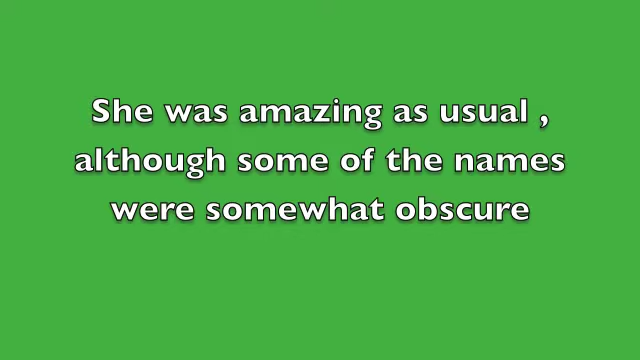 She was amazing as usual ,
although some of the names
were somewhat obscure